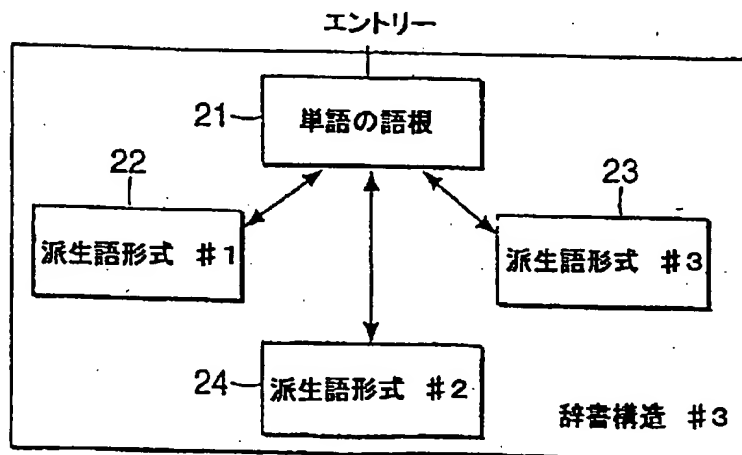 エントリー
21
単語の語根
22
23
派生語形式 #1
派生語形式 #3
24
派生語形式 #2
辞書構造 #3